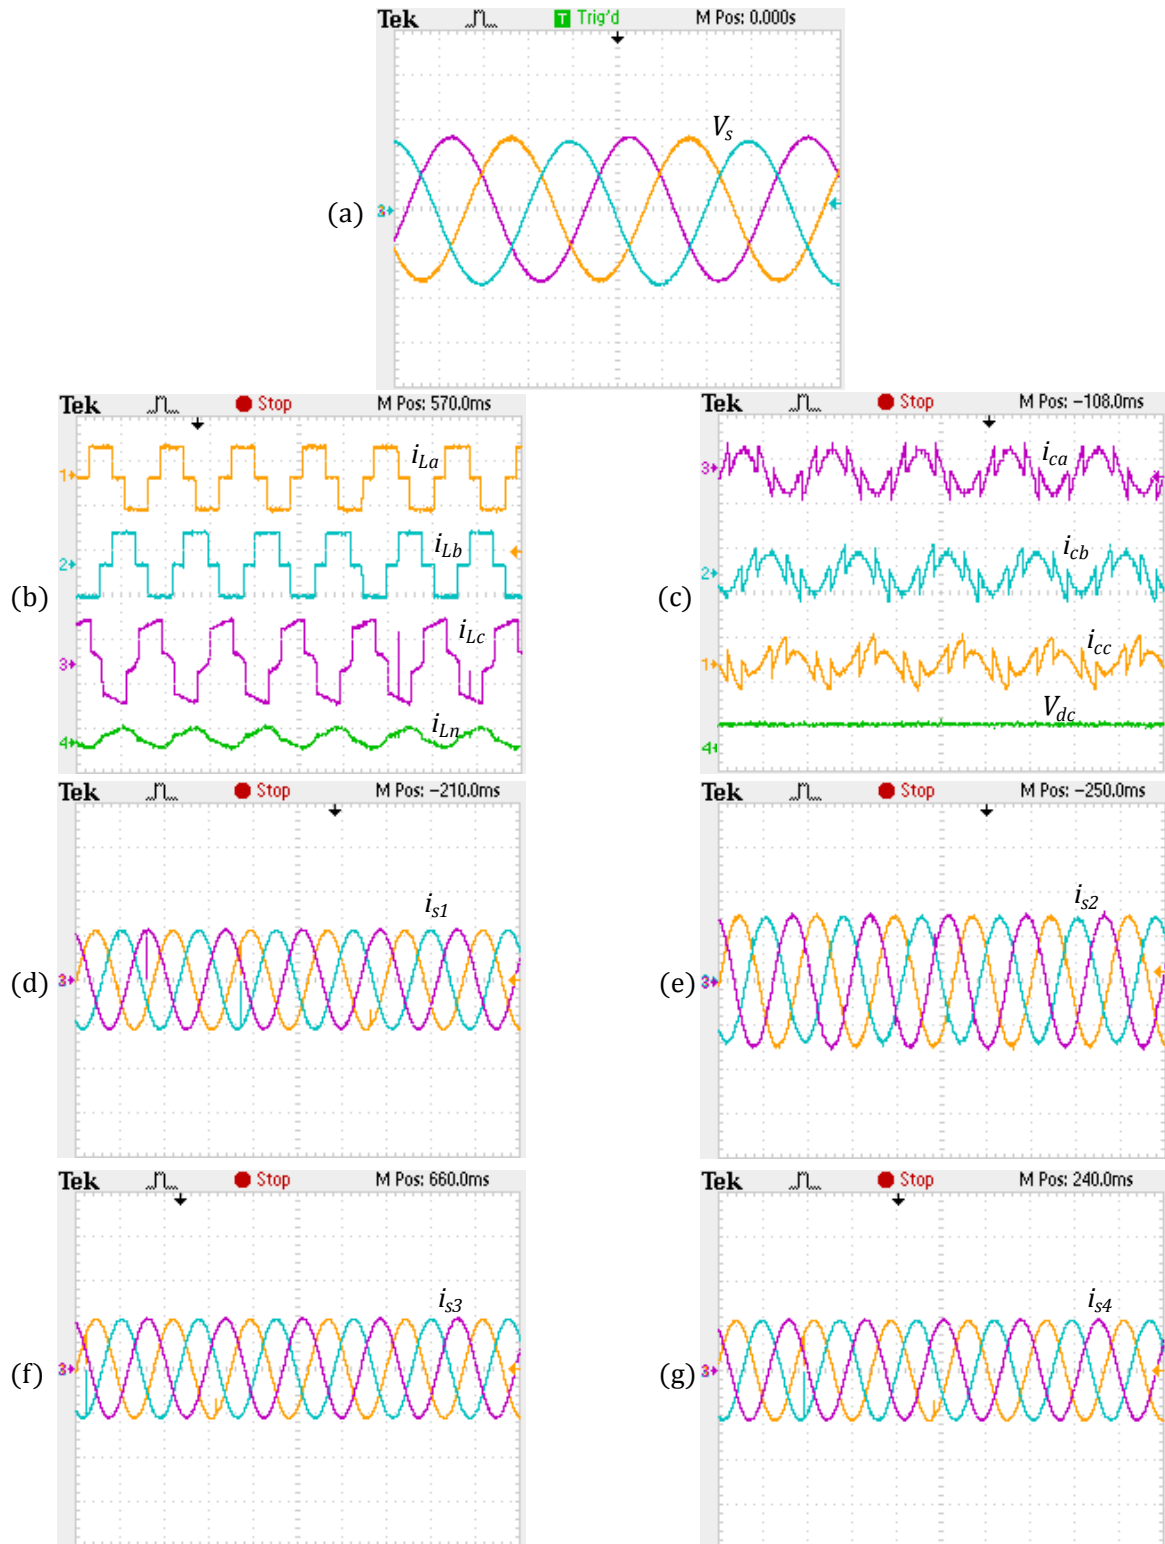 Tek T Trig'd M Pos: 0.000s
V_s
(a) 3
Tek Stop M Pos: 570.0ms
1 i_La
2 i_Lb
(b)
3 i_Lc
4 i_Ln
Tek Stop M Pos: -108.0ms
3 i_ca
2 i_cb
(c)
1 i_cc
V_dc
4
Tek Stop M Pos: -210.0ms
i_s1
(d) 3
Tek Stop M Pos: -250.0ms
i_s2
(e) 3
Tek Stop M Pos: 660.0ms
i_s3
(f) 3
Tek Stop M Pos: 240.0ms
i_s4
(g) 3